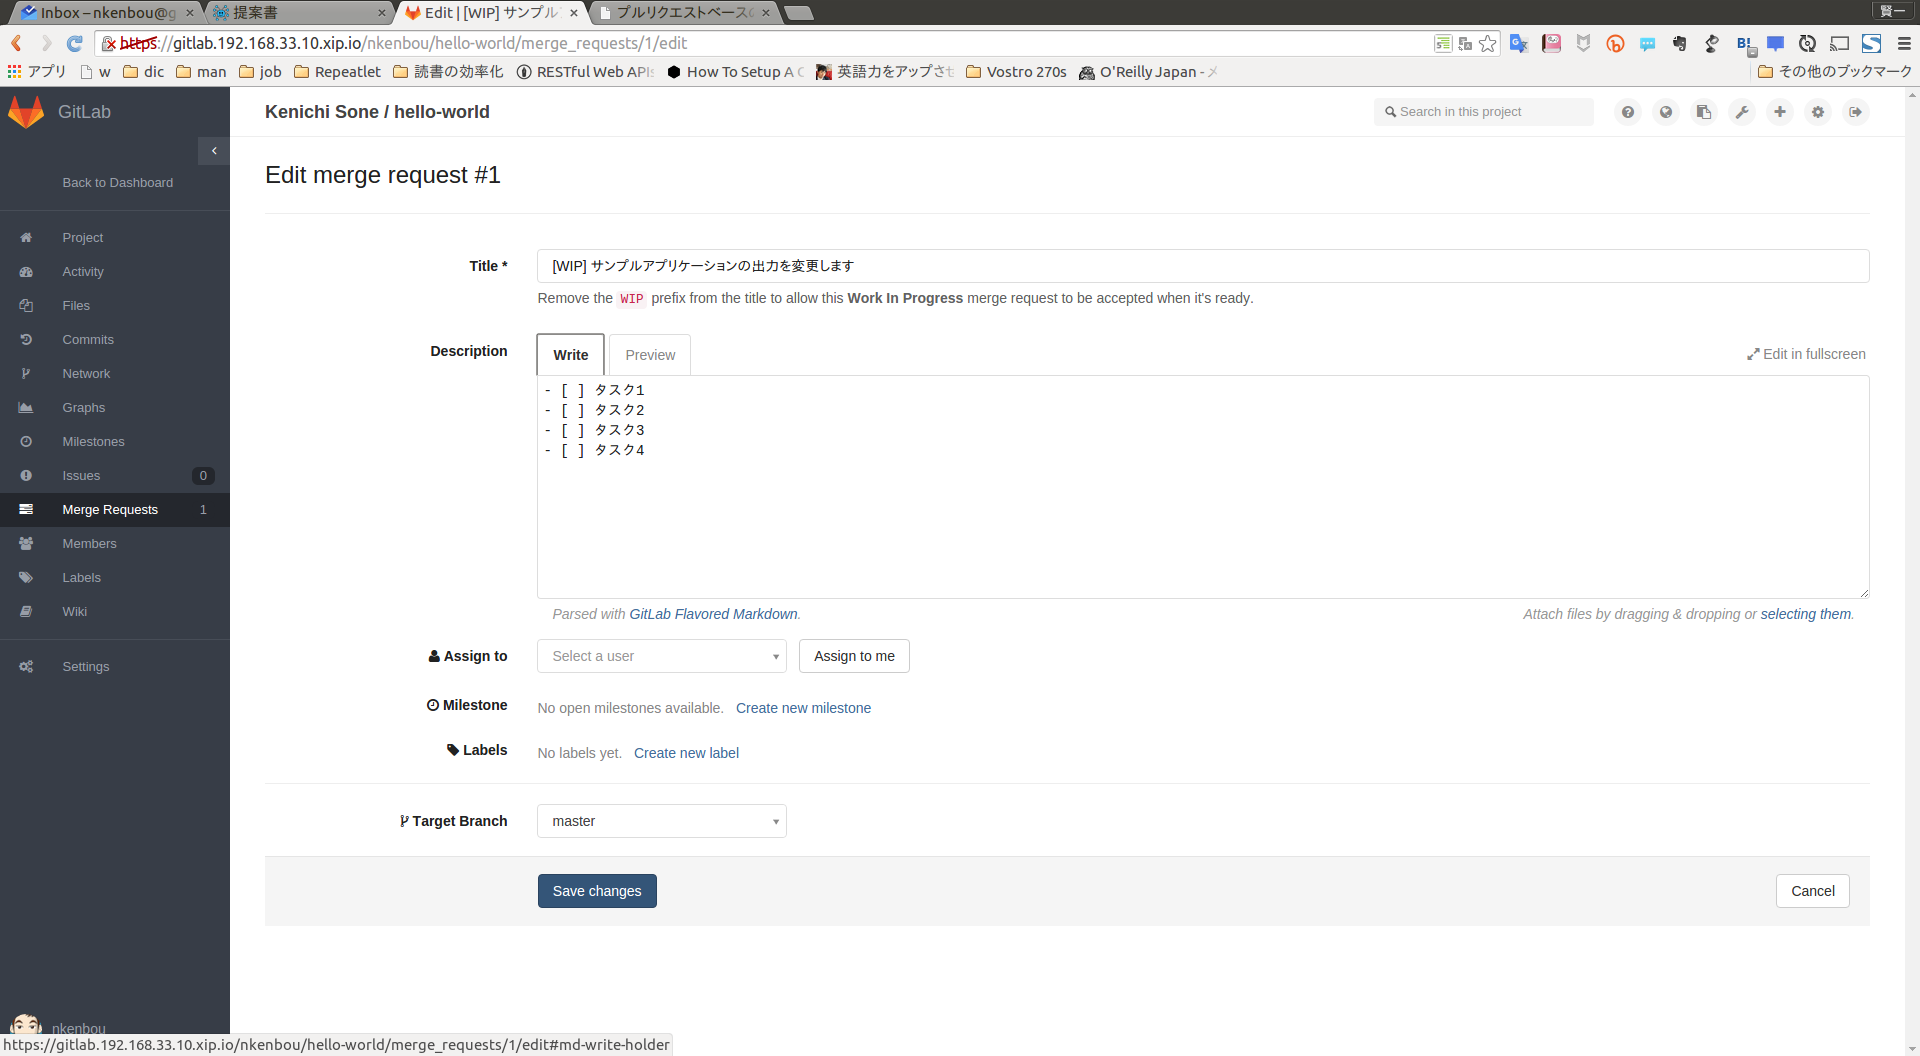 Inbox – nkenbou@g
提案書
Edit | [WIP] サンプル
プルリクエストベースの
賢一
https://gitlab.192.168.33.10.xip.io/nkenbou/hello-world/merge_requests/1/edit
アプリ
w
dic
man
job
Repeatlet
読書の効率化
RESTful Web APIs
How To Setup A C
英語力をアップさせ
Vostro 270s
O'Reilly Japan - メ
その他のブックマーク
GitLab
Kenichi Sone / hello-world
Search in this project
Back to Dashboard
Project
Activity
Files
Commits
Network
Graphs
Milestones
Issues 0
Merge Requests 1
Members
Labels
Wiki
Settings
nkenbou
Edit merge request #1
Title * [WIP] サンプルアプリケーションの出力を変更します
Remove the WIP prefix from the title to allow this Work In Progress merge request to be accepted when it's ready.
Description Write Preview Edit in fullscreen
- [ ] タスク1
- [ ] タスク2
- [ ] タスク3
- [ ] タスク4
Parsed with GitLab Flavored Markdown. Attach files by dragging & dropping or selecting them.
Assign to Select a user Assign to me
Milestone No open milestones available. Create new milestone
Labels No labels yet. Create new label
Target Branch master
Save changes Cancel
https://gitlab.192.168.33.10.xip.io/nkenbou/hello-world/merge_requests/1/edit#md-write-holder